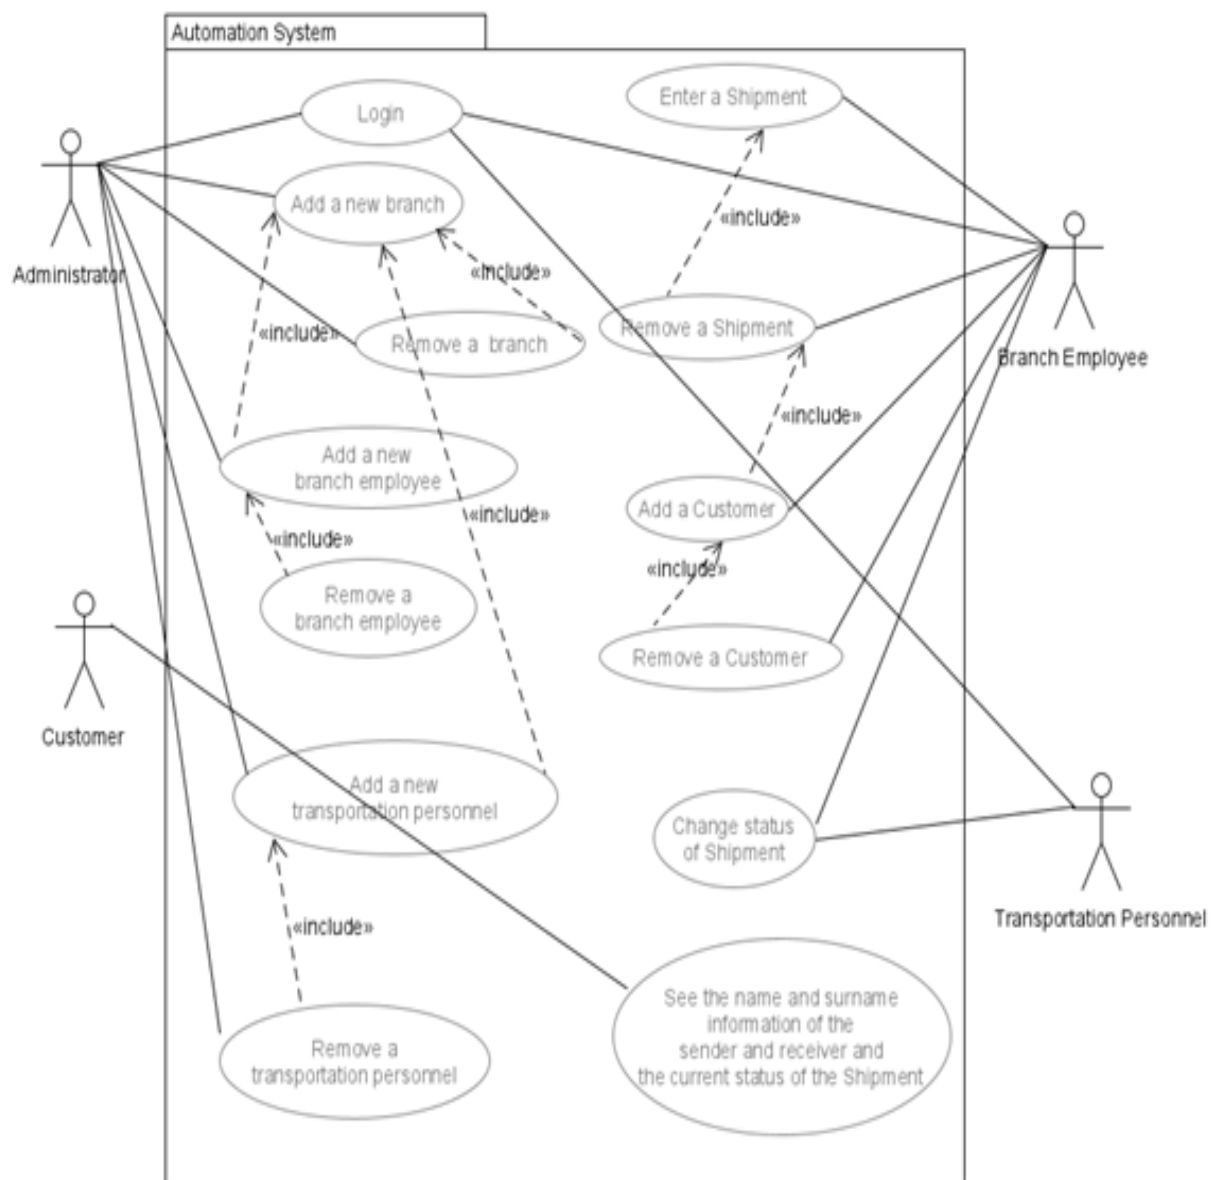 Automation System
Login
Enter a Shipment
Add a new branch
«include»
Administrator
«include»
«include»
Remove a branch
Remove a Shipment
Branch Employee
«include»
Add a new
branch employee
Add a Customer
«include»
«include»
«include»
Remove a
branch employee
Remove a Customer
Customer
Add a new
transportation personnel
Change status
of Shipment
Transportation Personnel
«include»
See the name and surname
information of the
sender and receiver and
the current status of the Shipment
Remove a
transportation personnel